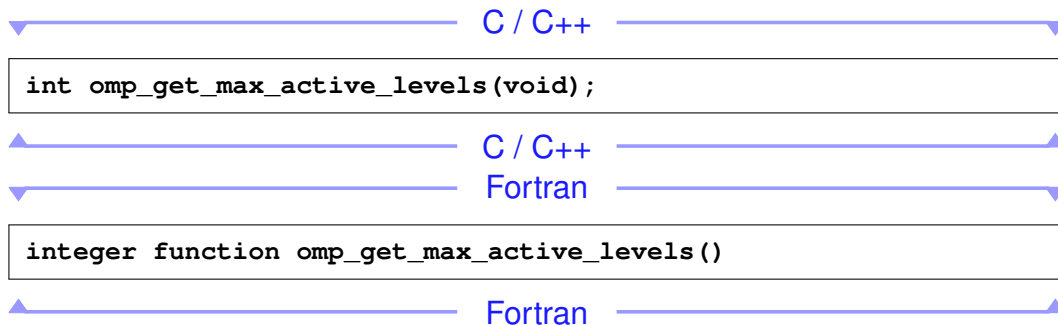 C / C++
int omp_get_max_active_levels(void);
C / C++
Fortran
integer function omp_get_max_active_levels()
Fortran